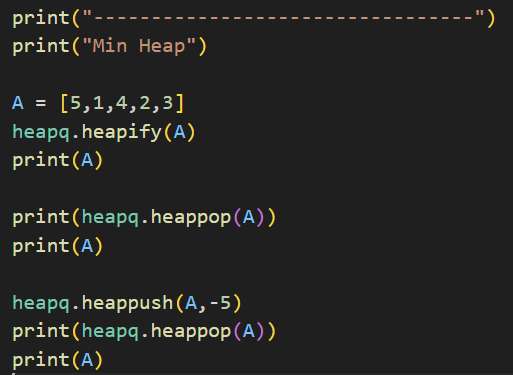 print("---------------------------------")
print("Min Heap")
A = [5,1,4,2,3]
heapq.heapify(A)
print(A)
print(heapq.heappop(A))
print(A)
heapq.heappush(A,-5)
print(heapq.heappop(A))
print(A)